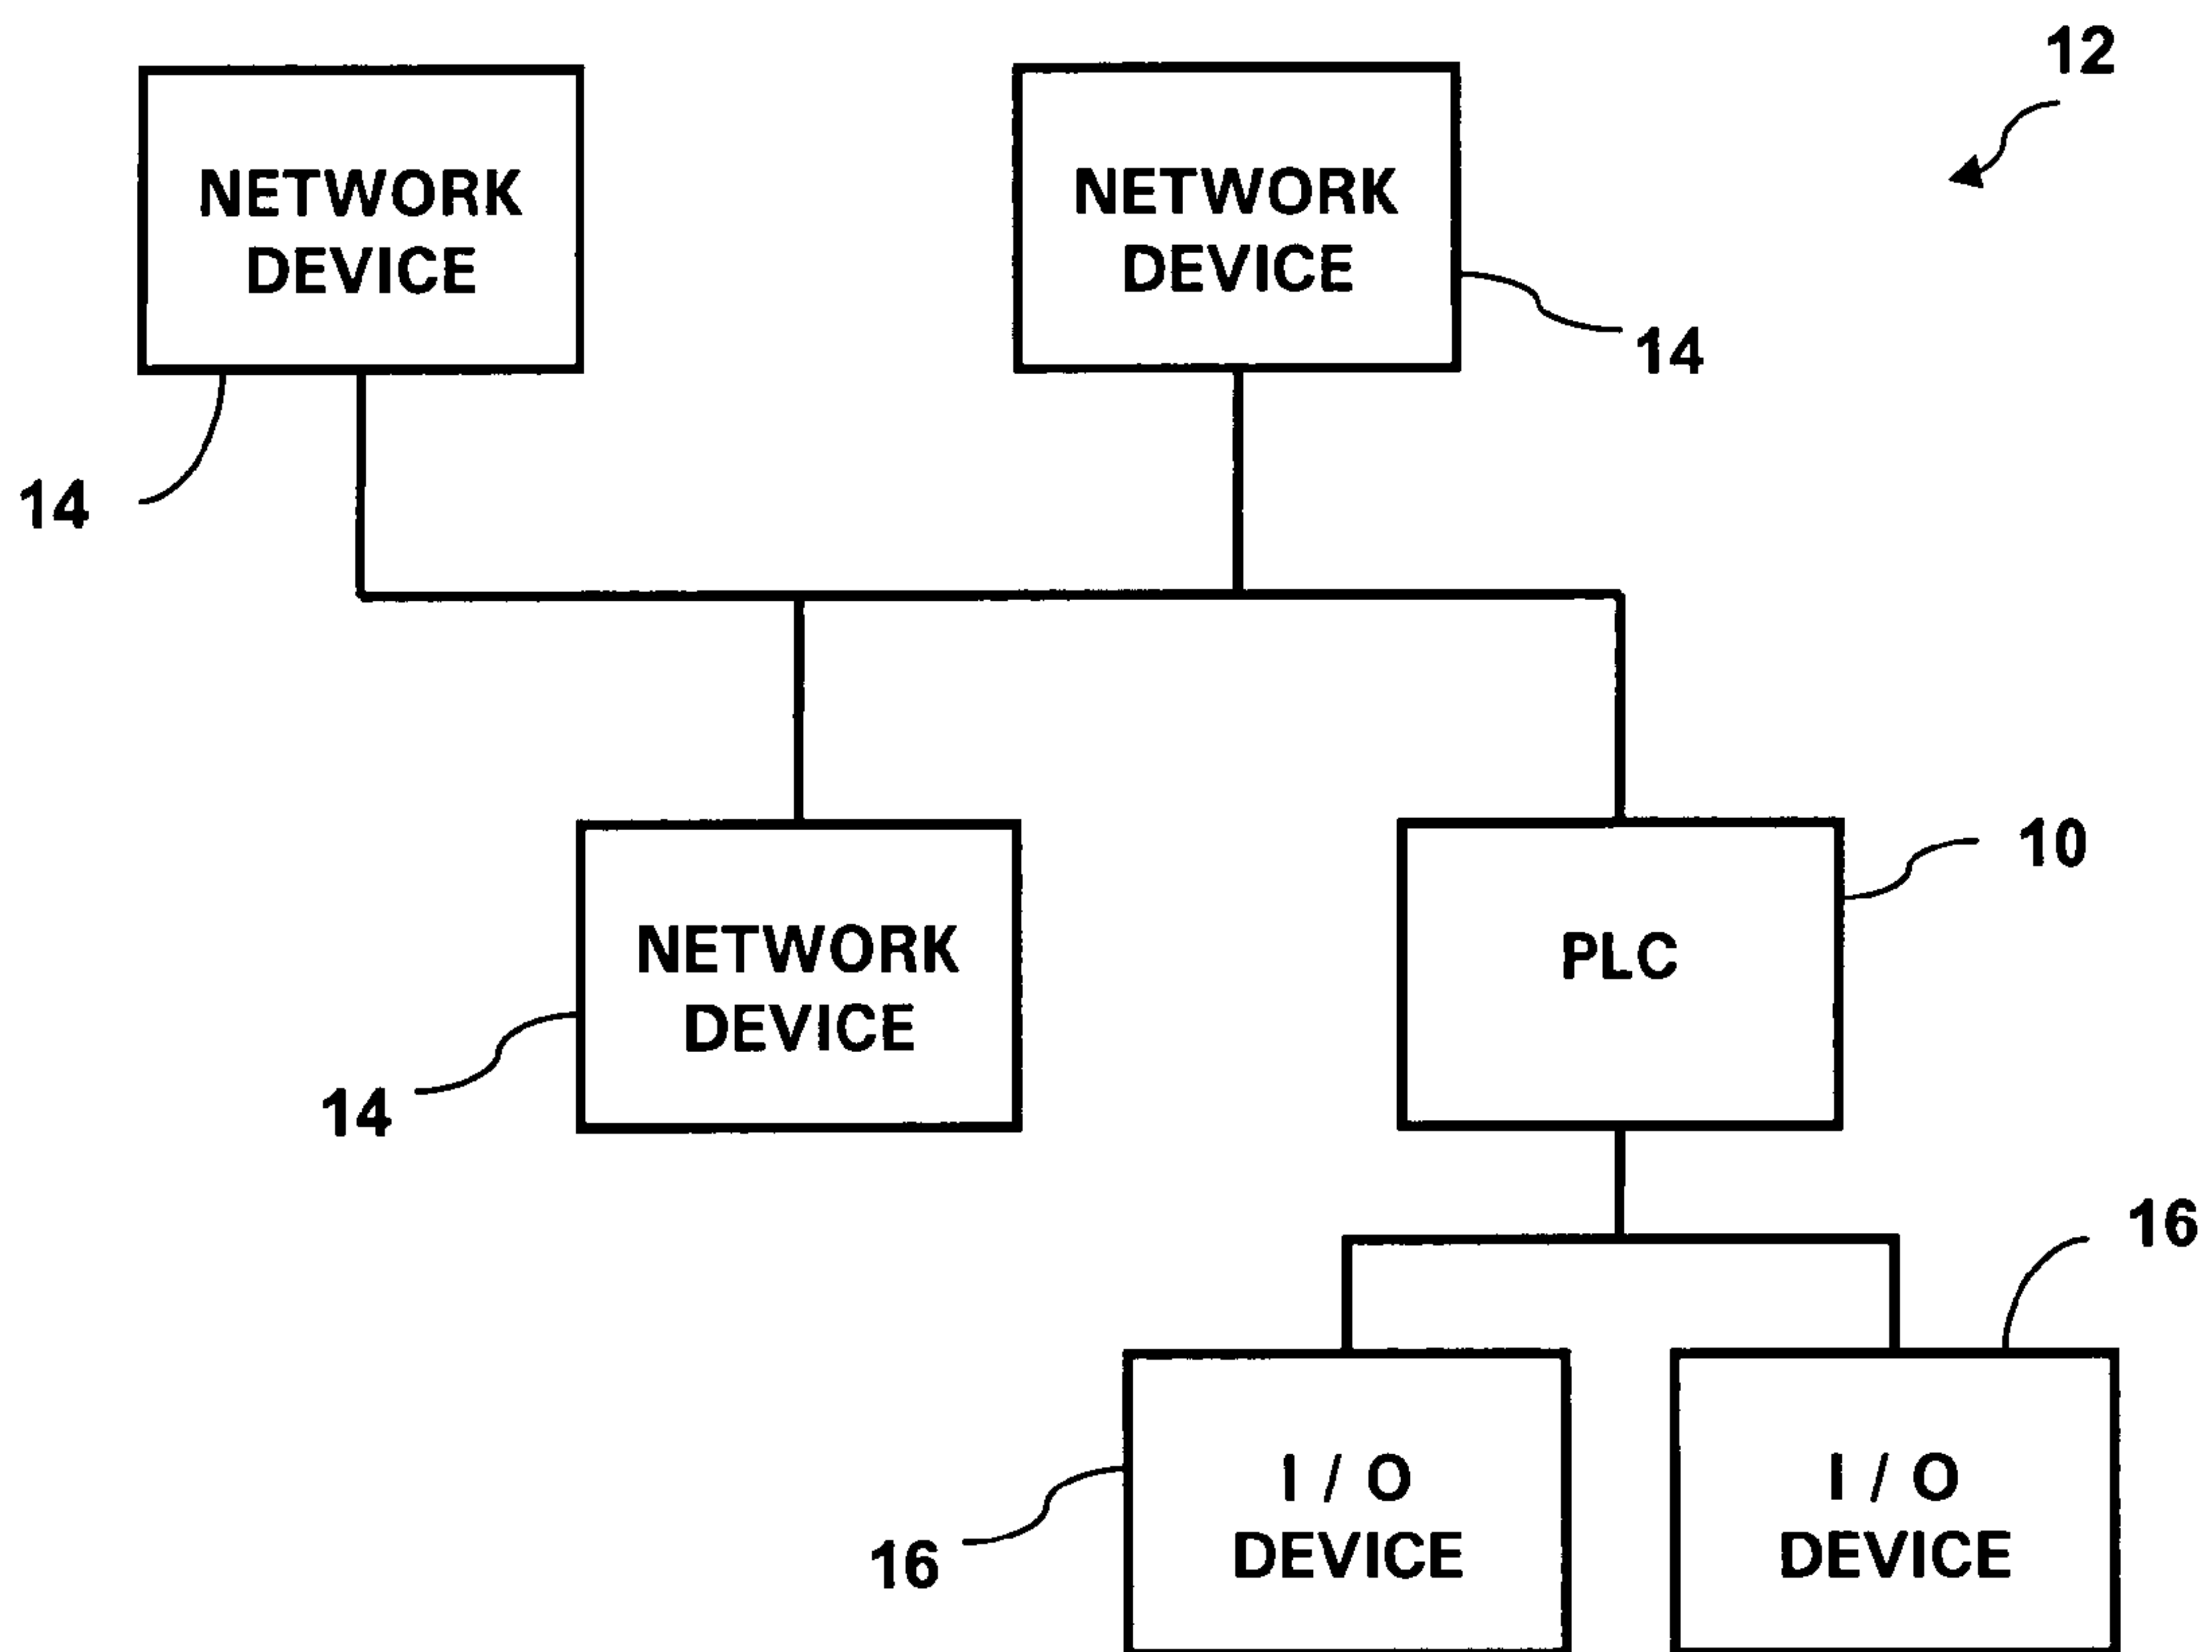 12
NETWORK
DEVICE
NETWORK
DEVICE
14
14
NETWORK
DEVICE
14
PLC
10
16
I / O
DEVICE
I / O
DEVICE
16